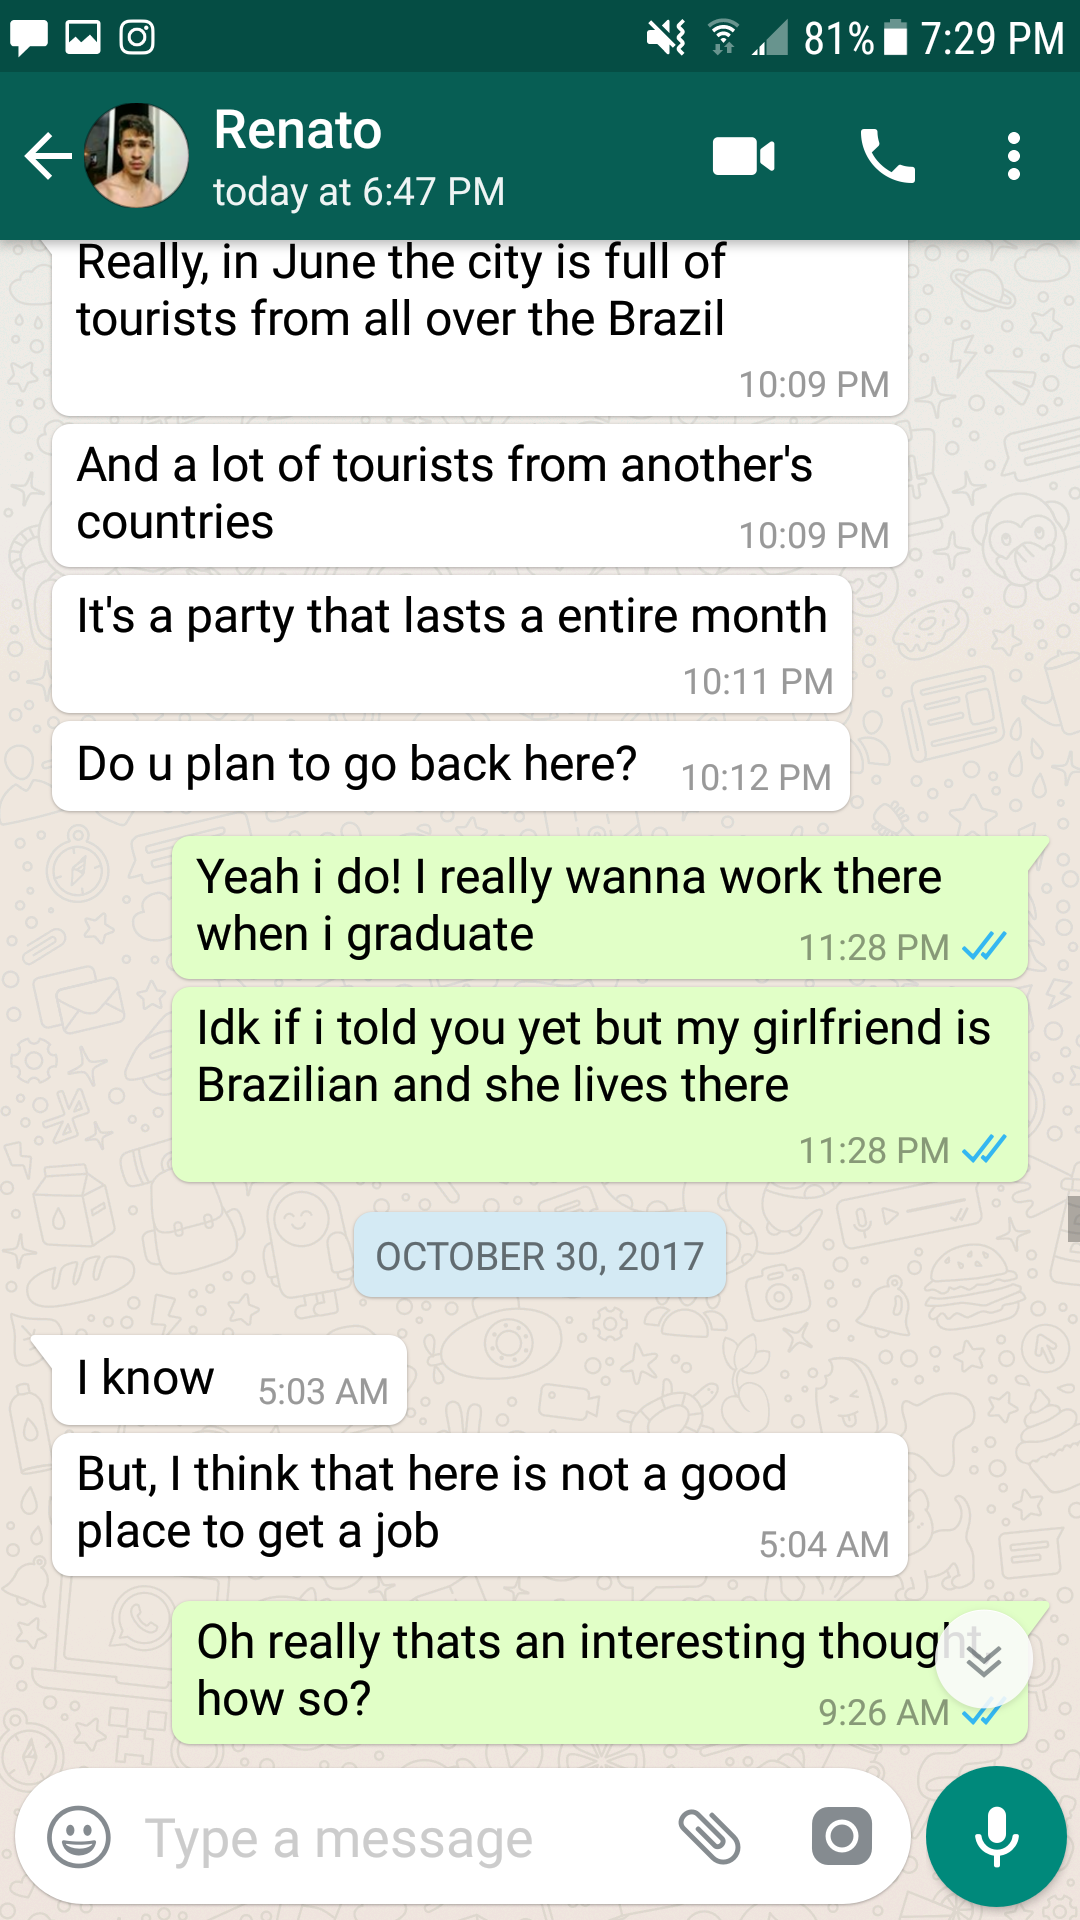 81% 7:29 PM
Renato
today at 6:47 PM
Really, in June the city is full of
tourists from all over the Brazil
10:09 PM
And a lot of tourists from another's
countries
10:09 PM
It's a party that lasts a entire month
10:11 PM
Do u plan to go back here? 10:12 PM
Yeah i do! I really wanna work there
when i graduate
11:28 PM
Idk if i told you yet but my girlfriend is
Brazilian and she lives there
11:28 PM
OCTOBER 30, 2017
I know 5:03 AM
But, I think that here is not a good
place to get a job
5:04 AM
Oh really thats an interesting thought
how so?
9:26 AM
Type a message